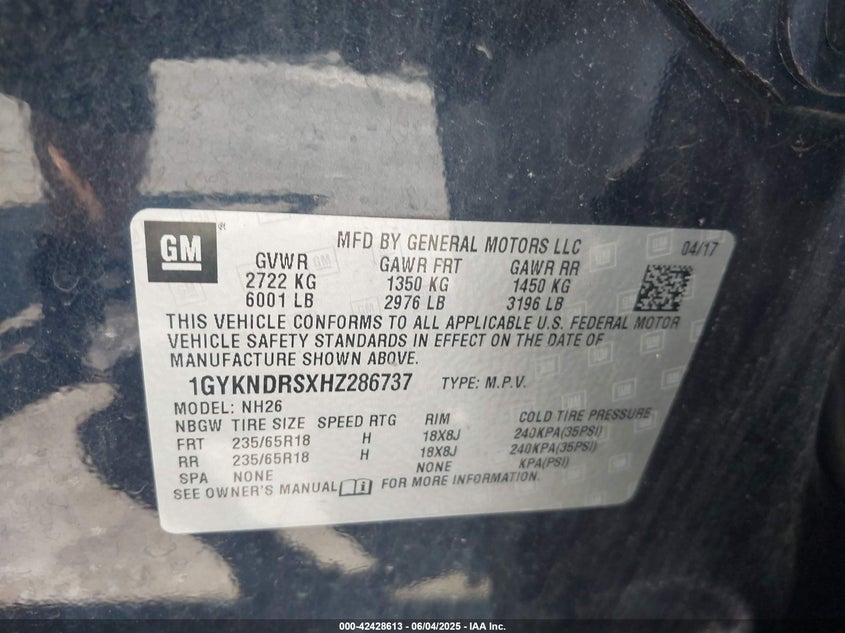 GM
MFD BY GENERAL MOTORS LLC 04/17
GVWR GAWR FRT GAWR RR
2722 KG 1350 KG 1450 KG
6001 LB 2976 LB 3196 LB
THIS VEHICLE CONFORMS TO ALL APPLICABLE U.S. FEDERAL MOTOR
VEHICLE SAFETY STANDARDS IN EFFECT ON THE DATE OF
MANUFACTURE SHOWN ABOVE.
1GYKNDRSXHZ286737 TYPE: M.P.V.
MODEL: NH26
NBGW TIRE SIZE SPEED RTG RIM COLD TIRE PRESSURE
FRT 235/65R18 H 18X8J 240KPA(35PSI)
RR 235/65R18 H 18X8J 240KPA(35PSI)
SPA NONE NONE KPA(PSI)
SEE OWNER'S MANUAL FOR MORE INFORMATION.
000-42428613 - 06/04/2025 - IAA Inc.